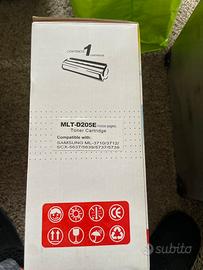 CONTENTS 1
MLT-D205E
Toner Cartridge
Compatible with:
SAMSUNG ML-3710/3712/
SCX-5637/5639/5737/5739
subito